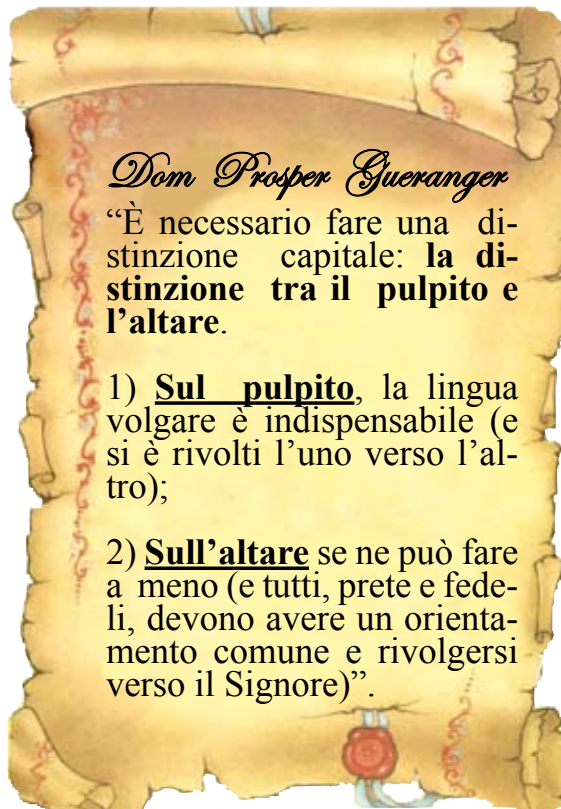 Dom Prosper Gueranger
“È necessario fare una di-
stinzione capitale: la di-
stinzione tra il pulpito e
l’altare.
1) Sul pulpito, la lingua
volgare è indispensabile (e
si è rivolti l’uno verso l’al-
tro);
2) Sull’altare se ne può fare
a meno (e tutti, prete e fede-
li, devono avere un orienta-
mento comune e rivolgersi
verso il Signore)”.